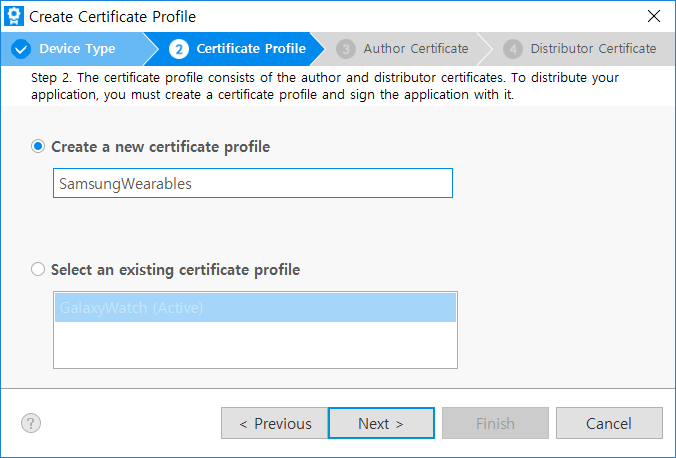 Create Certificate Profile
Device Type
2 Certificate Profile
3 Author Certificate
4 Distributor Certificate
Step 2. The certificate profile consists of the author and distributor certificates. To distribute your
application, you must create a certificate profile and sign the application with it.
Create a new certificate profile
SamsungWearables
Select an existing certificate profile
GalaxyWatch (Active)
?
< Previous
Next >
Finish
Cancel